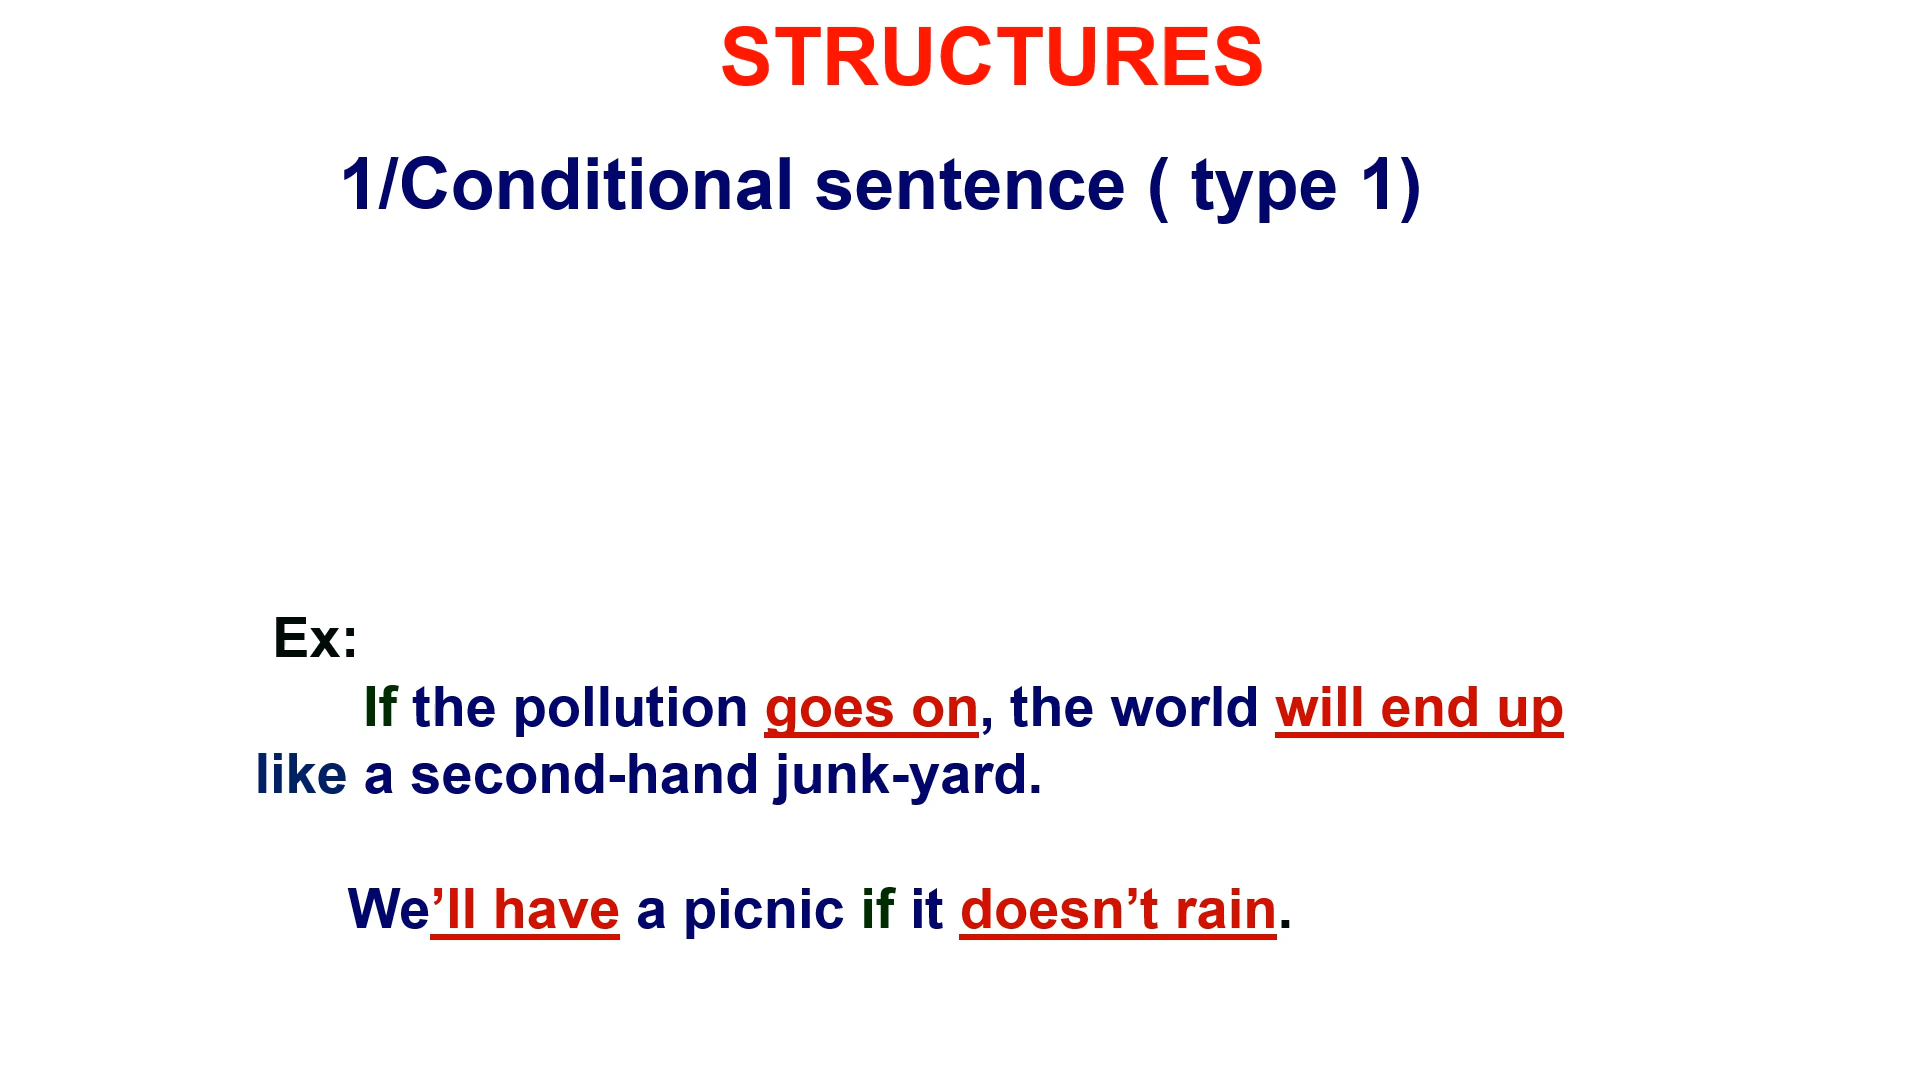 STRUCTURES
1/Conditional sentence ( type 1)
Ex:
If the pollution goes on, the world will end up
like a second-hand junk-yard.
We’ll have a picnic if it doesn’t rain.